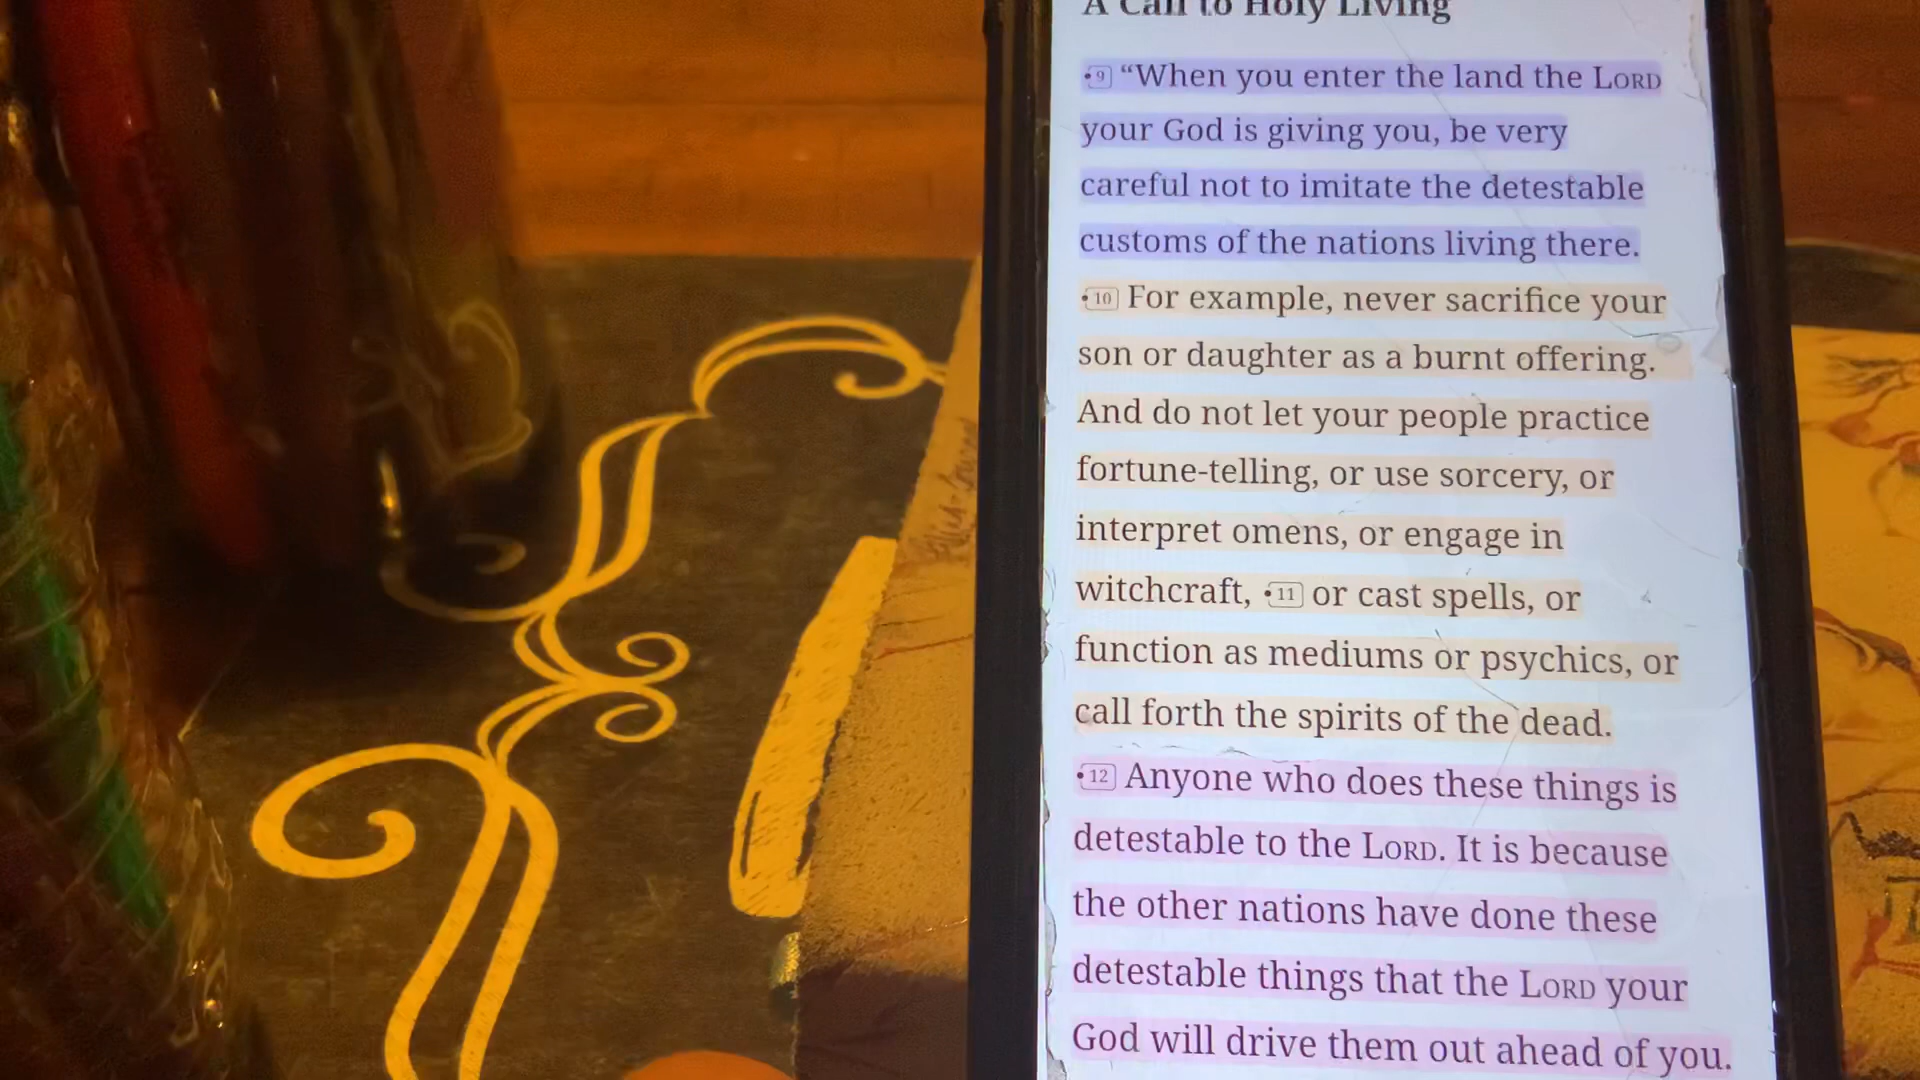 A Call to Holy Living
9 “When you enter the land the LORD
your God is giving you, be very
careful not to imitate the detestable
customs of the nations living there.
10 For example, never sacrifice your
son or daughter as a burnt offering.
And do not let your people practice
fortune-telling, or use sorcery, or
interpret omens, or engage in
witchcraft, 11 or cast spells, or
function as mediums or psychics, or
call forth the spirits of the dead.
12 Anyone who does these things is
detestable to the LORD. It is because
the other nations have done these
detestable things that the LORD your
God will drive them out ahead of you.